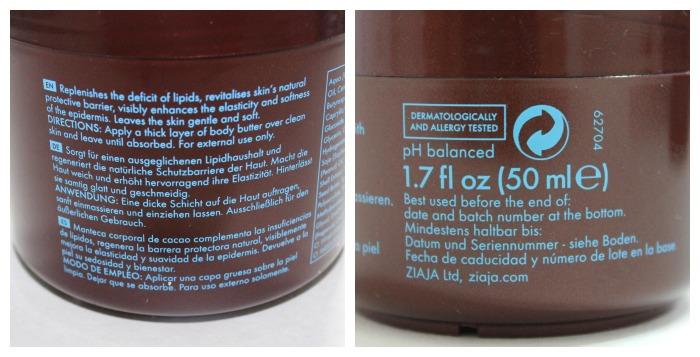 EN Replenishes the deficit of lipids, revitalises skin's natural
protective barrier, visibly enhances the elasticity and softness
of the epidermis. Leaves the skin gentle and soft.
DIRECTIONS: Apply a thick layer of body butter over clean
skin and leave until absorbed. For external use only.
DE Sorgt für einen ausgeglichenen Lipidhaushalt und
regeneriert die natürliche Schutzbarriere der Haut. Macht die
Haut weich und erhöht hervorragend ihre Elastizität. Hinterlässt
sie samtig glatt und geschmeidig.
ANWENDUNG: Eine dicke Schicht auf die Haut auftragen,
sanft einmassieren und einziehen lassen. Ausschließlich für den
äußerlichen Gebrauch.
ES Manteca corporal de cacao complementa las insuficiencias
de lípidos, regenera la barrera protectora natural, visiblemente
mejora la elasticidad y suavidad de la epidermis. Devuelve a la
piel su sedosidad y bienestar.
MODO DE EMPLEO: Aplicar una capa gruesa sobre la piel
limpia. Dejar que se absorbe. Para uso externo solamente.
DERMATOLOGICALLY
AND ALLERGY TESTED
62704
pH balanced
1.7 fl oz (50 ml e)
Best used before the end of:
date and batch number at the bottom.
Mindestens haltbar bis:
Datum und Seriennummer - siehe Boden.
Fecha de caducidad y número de lote en la base.
ZIAJA Ltd, ziaja.com